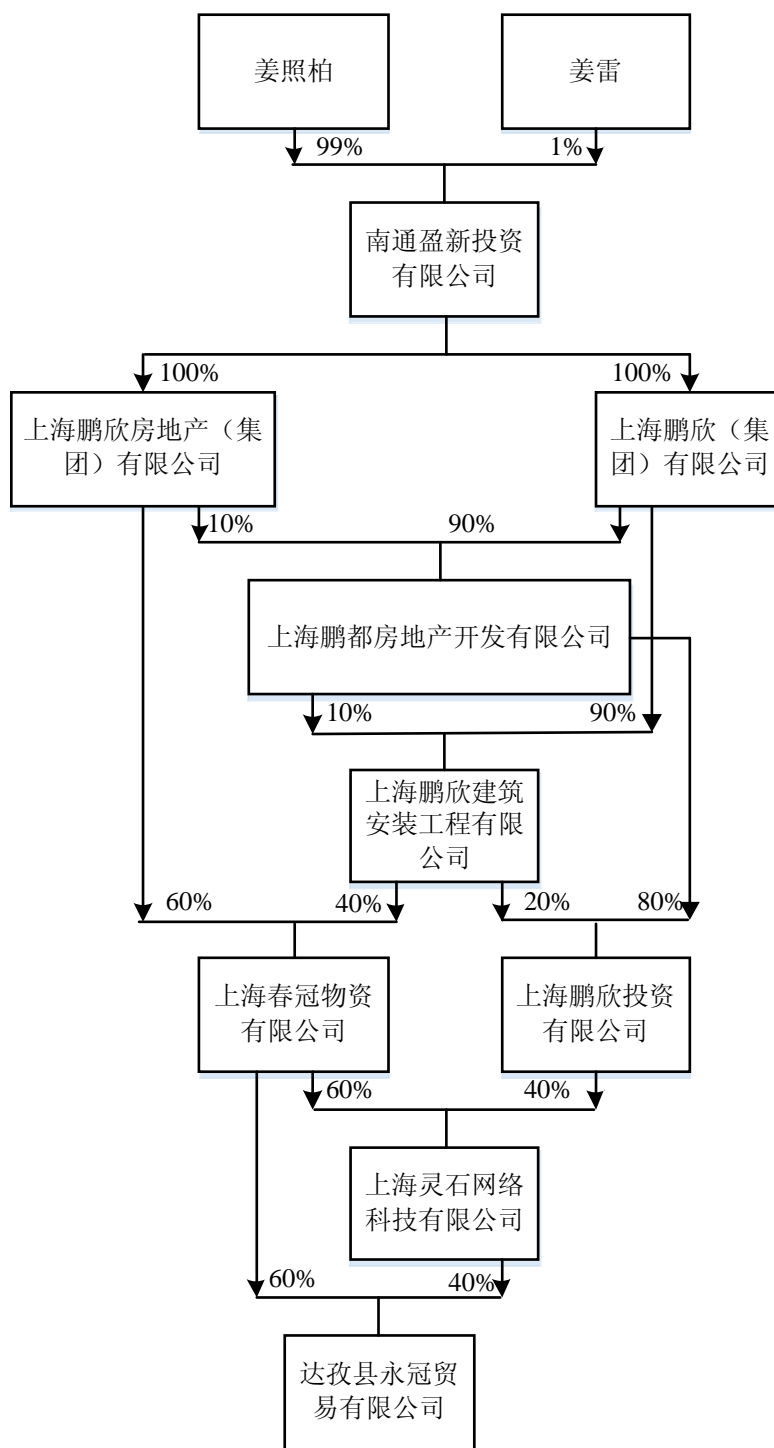 姜照柏
姜雷
99%
1%
南通盈新投资
有限公司
100%
100%
上海鹏欣房地产（集
团）有限公司
上海鹏欣（集
团）有限公司
10%
90%
上海鹏都房地产开发有限公司
10%
90%
上海鹏欣建筑
安装工程有限
公司
60%
40%
20%
80%
上海春冠物资
有限公司
上海鹏欣投资
有限公司
60%
40%
上海灵石网络
科技有限公司
60%
40%
达孜县永冠贸
易有限公司